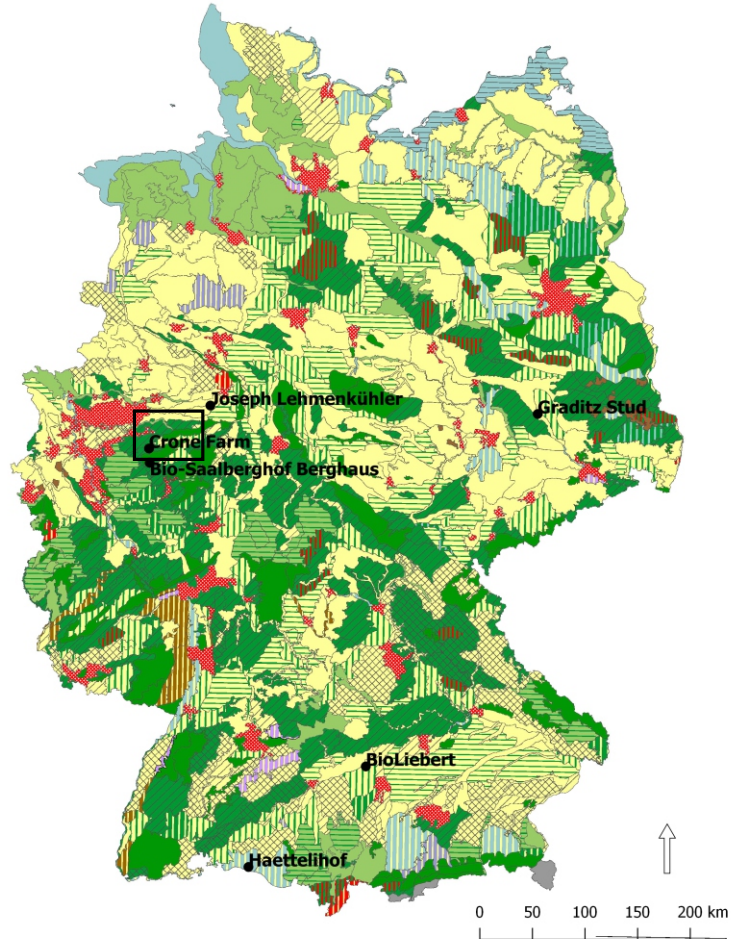 Joseph Lehmenkühler
Graditz Stud
Crone Farm
Bio-Saalberghof Berghaus
BioLiebert
Haettelihof
0 50 100 150 200 km